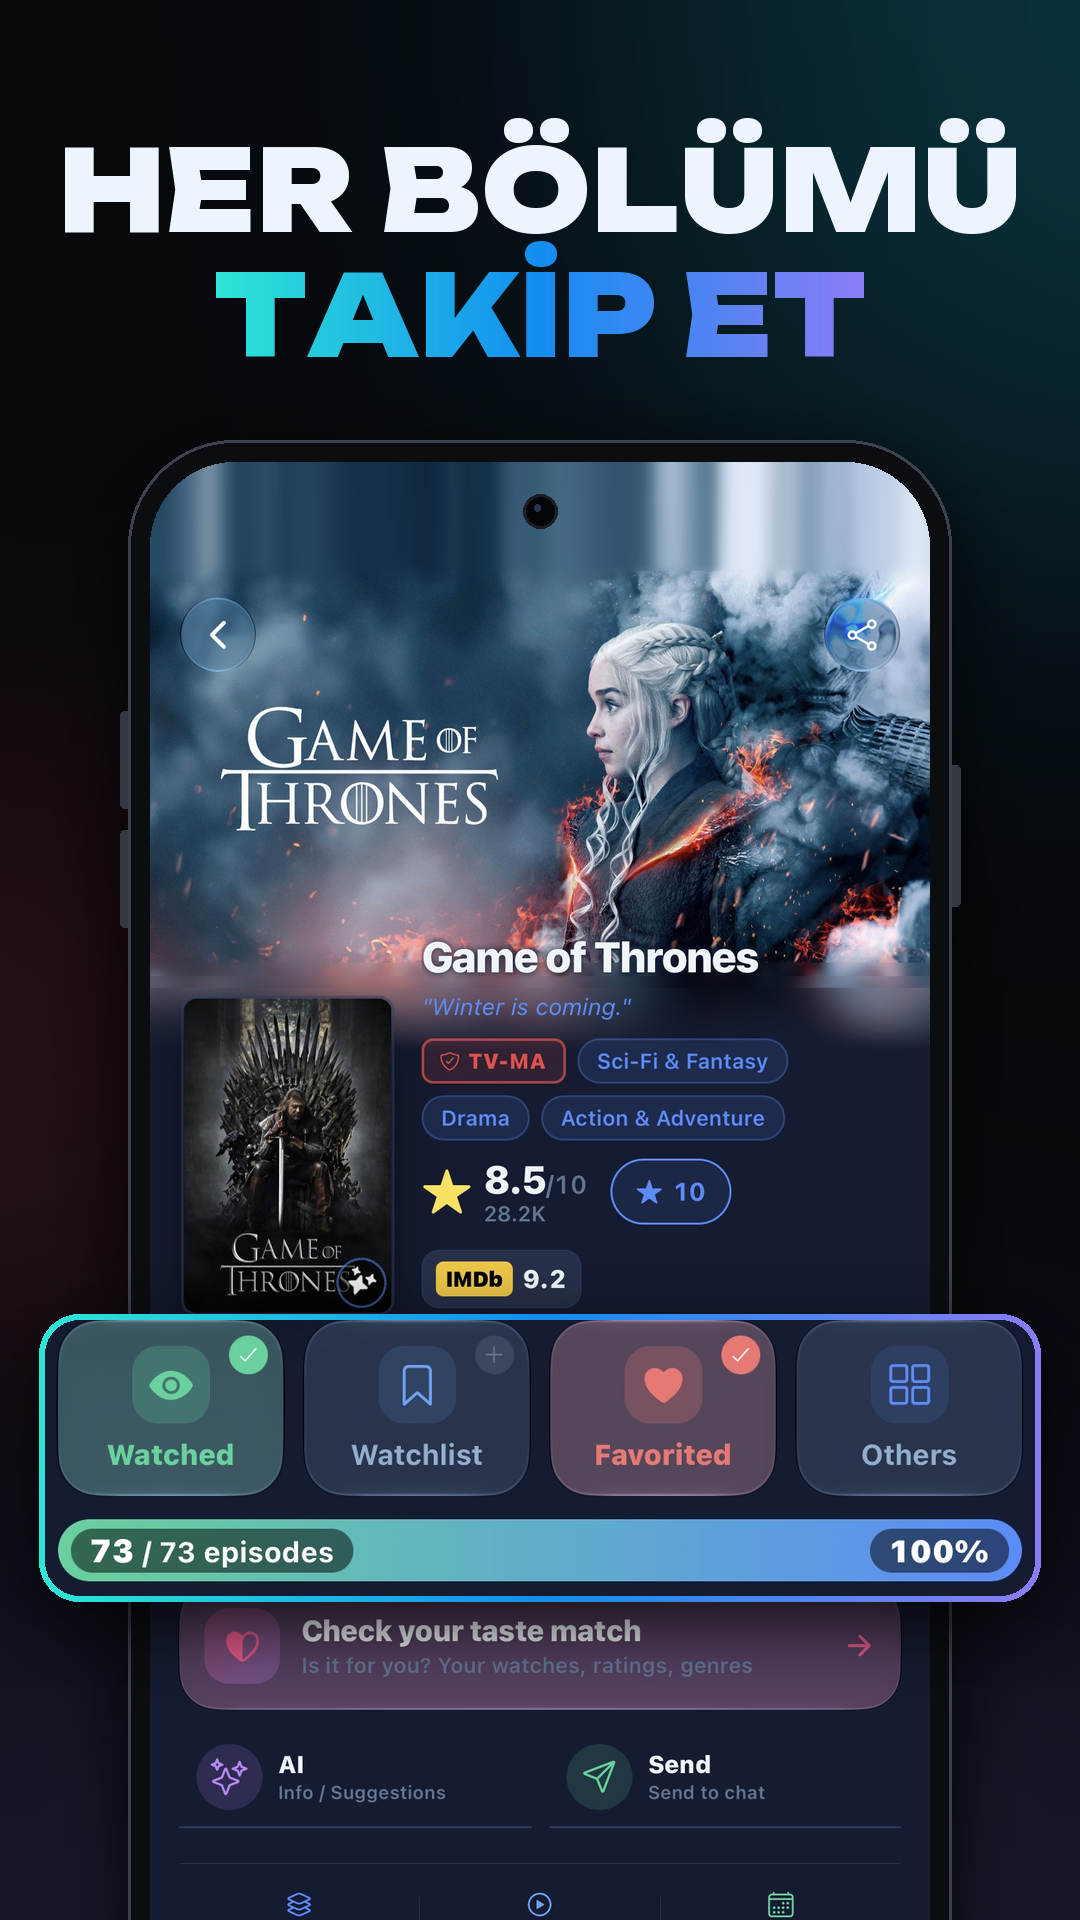 HER BÖLÜMÜ
TAKİP ET
GAME OF
THRONES
Game of Thrones
"Winter is coming."
TV-MA
Sci-Fi & Fantasy
Drama
Action & Adventure
8.5/10
28.2K
10
GAME OF
THRONES
IMDb 9.2
Watched
Watchlist
Favorited
Others
73 / 73 episodes
100%
Check your taste match
Is it for you? Your watches, ratings, genres
AI
Info / Suggestions
Send
Send to chat